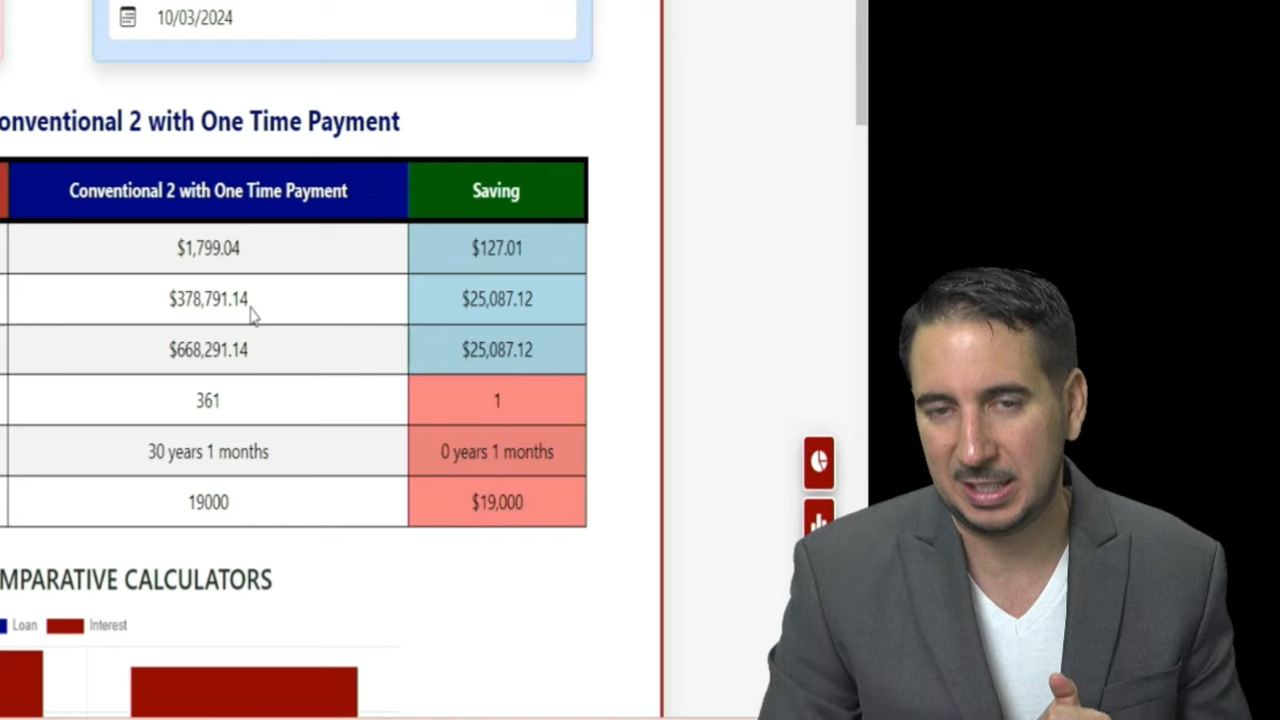 10/03/2024
onventional 2 with One Time Payment
Conventional 2 with One Time Payment Saving
$1,799.04 $127.01
$378,791.14 $25,087.12
$668,291.14 $25,087.12
361 1
30 years 1 months 0 years 1 months
19000 $19,000
MPARATIVE CALCULATORS
Loan Interest